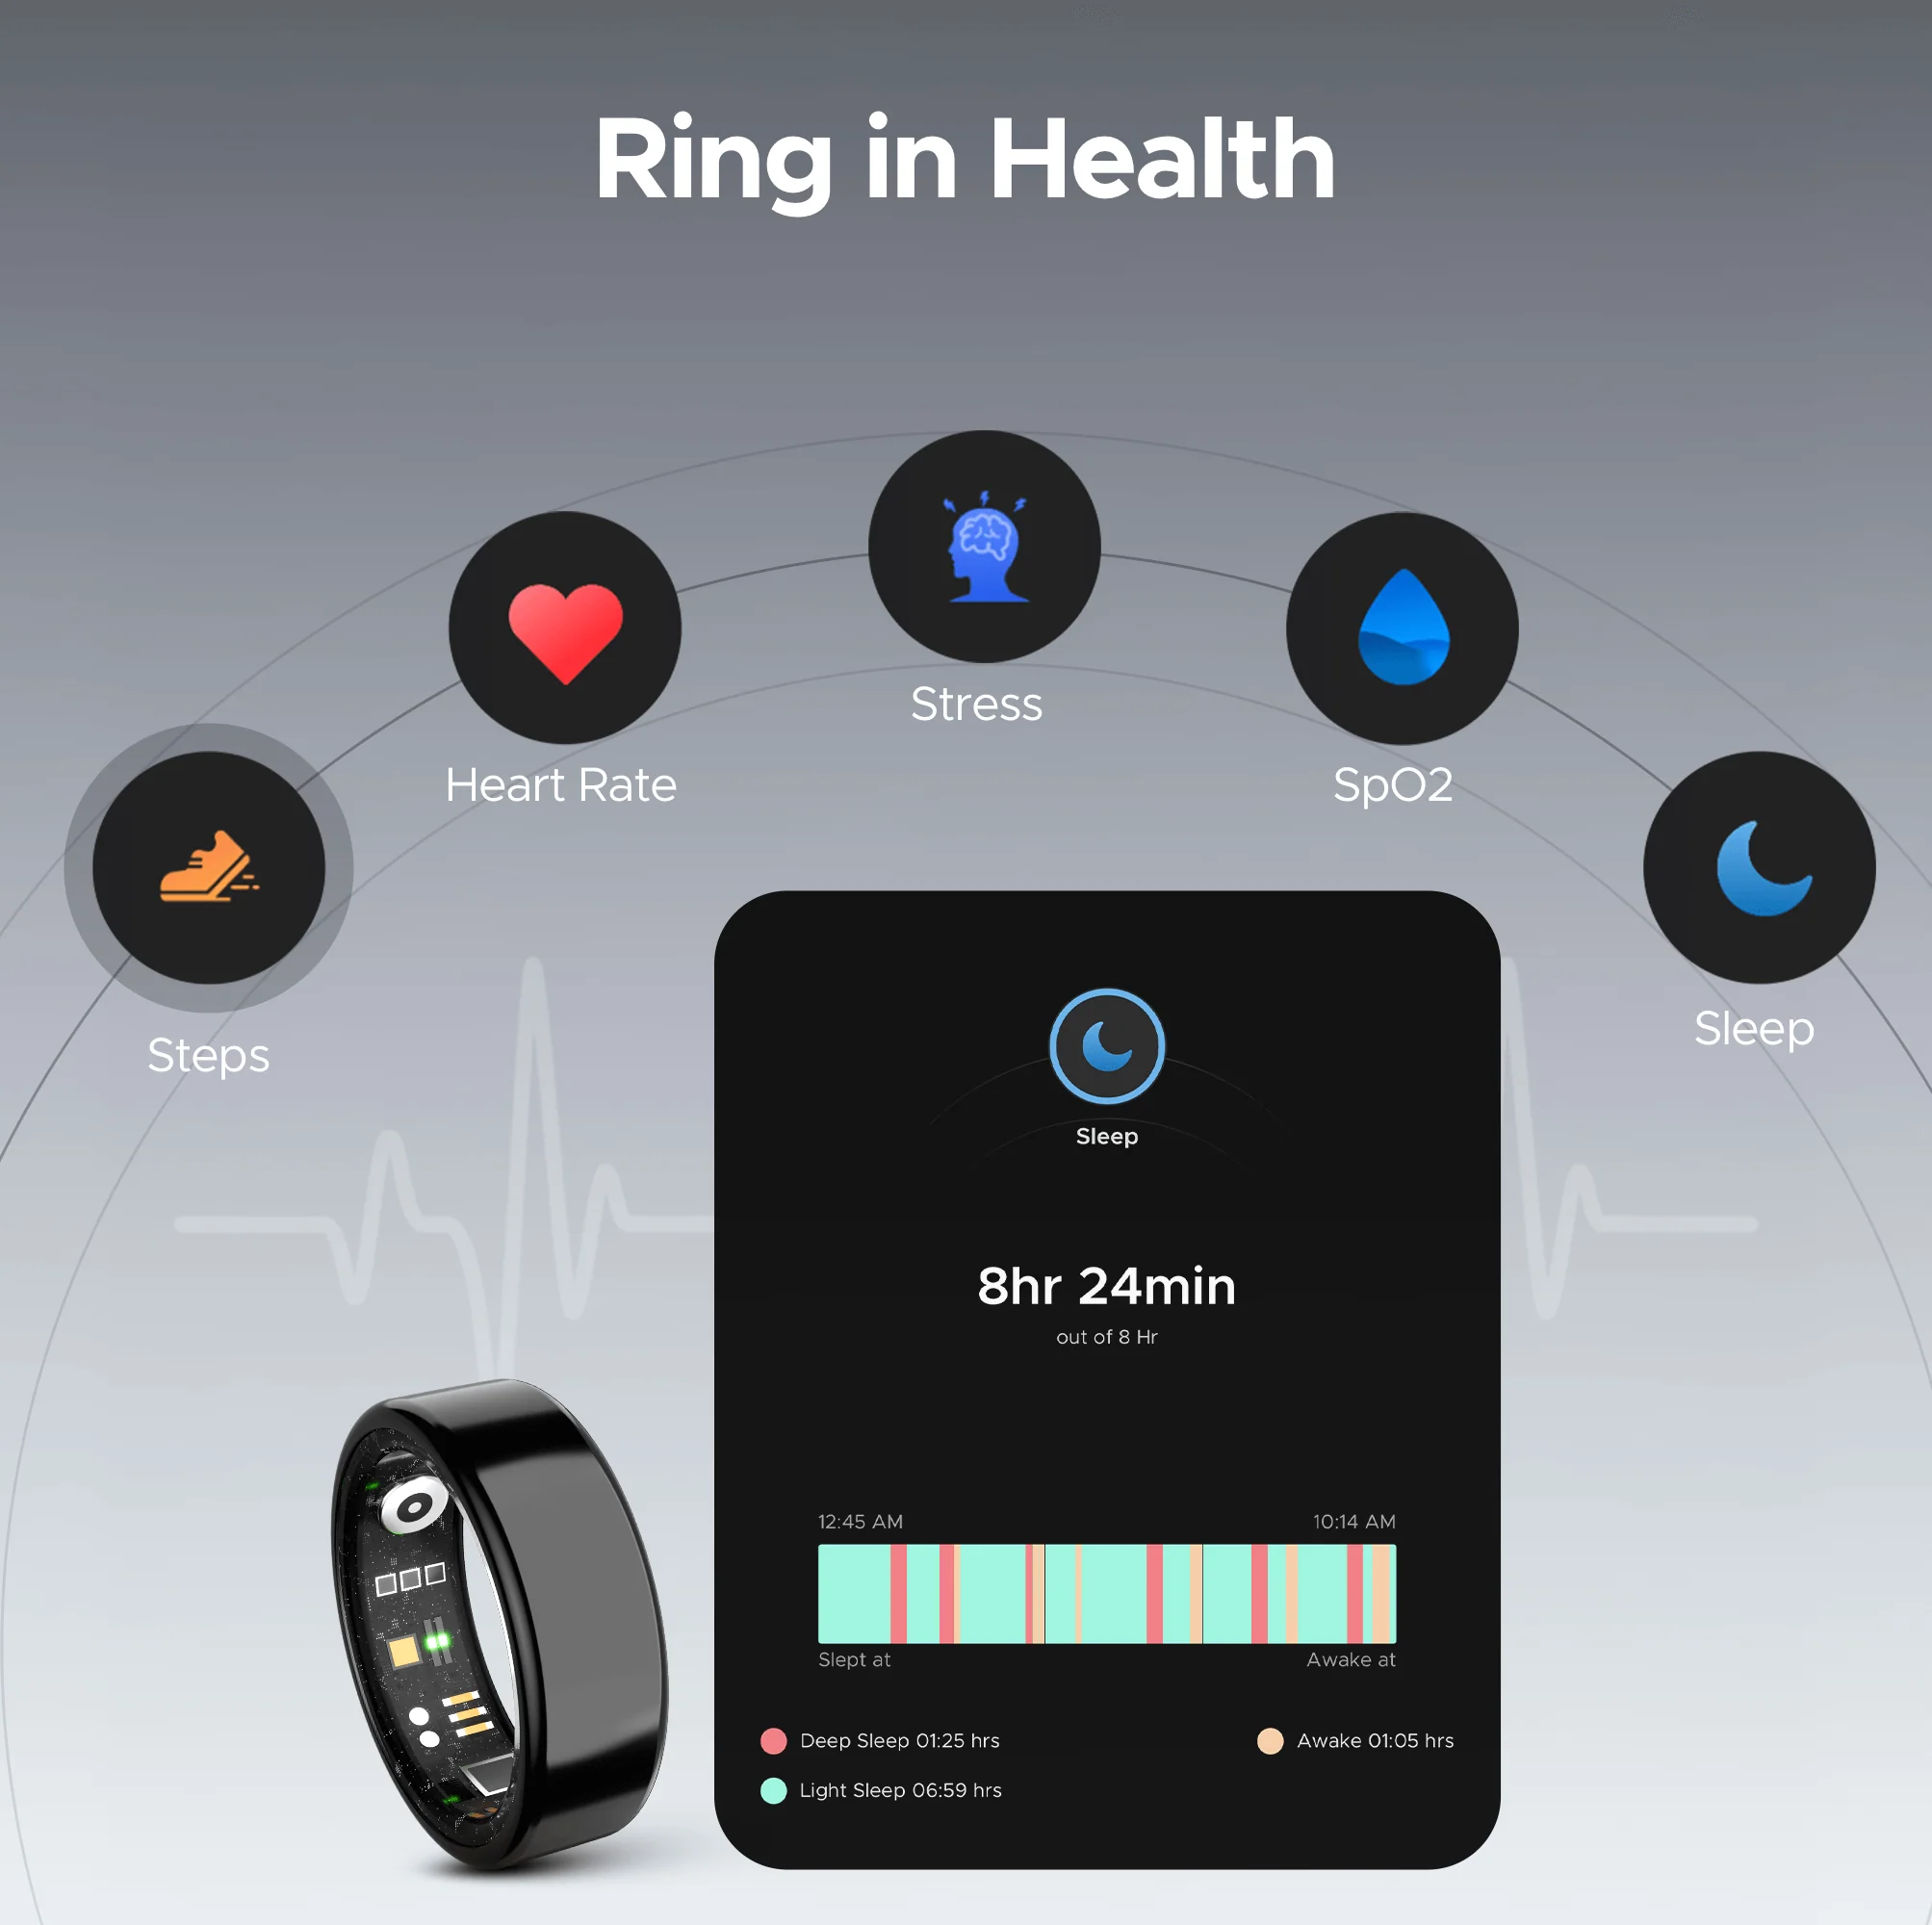 Ring in Health
Stress
Heart Rate
SpO2
Steps
Sleep
Sleep
8hr 24min
out of 8 Hr
12:45 AM 10:14 AM
Slept at Awake at
Deep Sleep 01:25 hrs Awake 01:05 hrs
Light Sleep 06:59 hrs